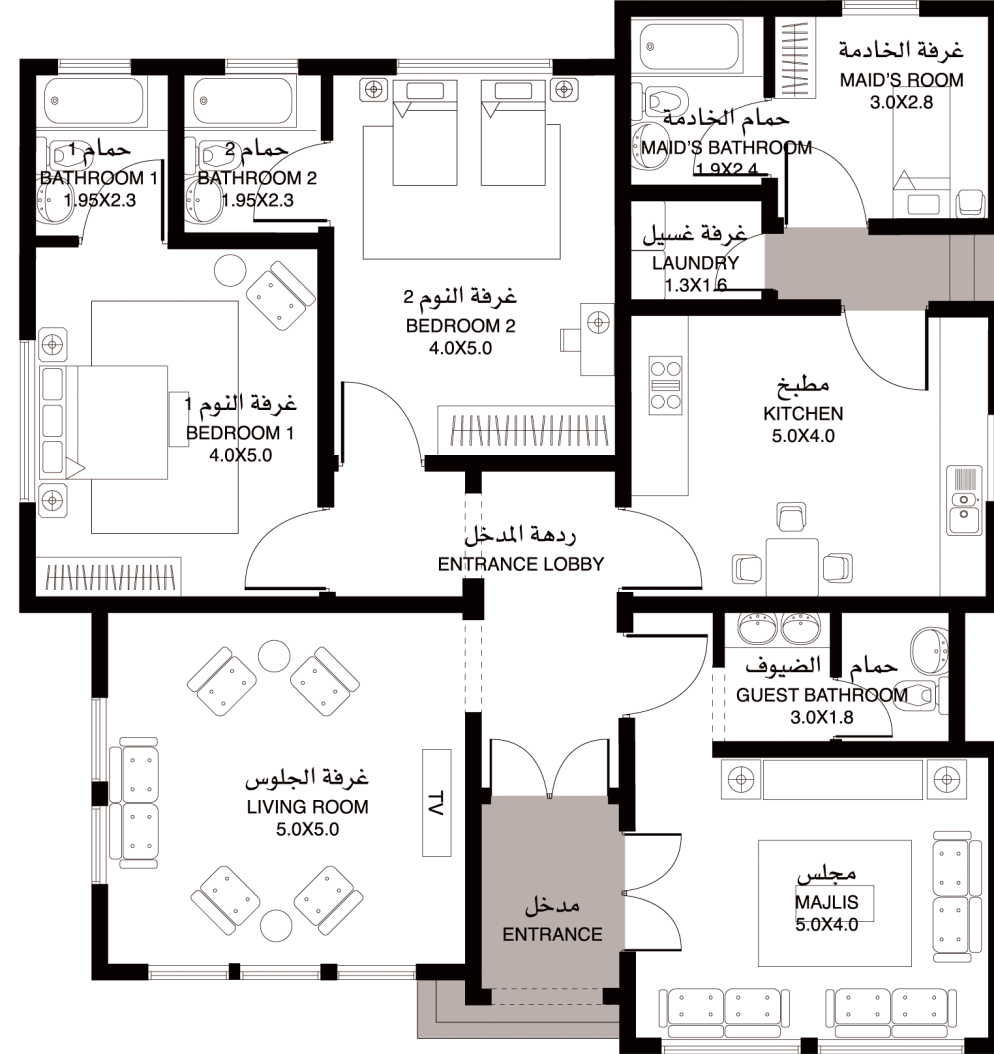 غرفة الخادمة
MAID'S ROOM
3.0X2.8
حمام الخادمة
MAID'S BATHROOM
1.9X2.4
حمام 1
BATHROOM 1
1.95X2.3
حمام 2
BATHROOM 2
1.95X2.3
غرفة غسيل
LAUNDRY
1.3X1.6
غرفة النوم 2
BEDROOM 2
4.0X5.0
غرفة النوم 1
BEDROOM 1
4.0X5.0
مطبخ
KITCHEN
5.0X4.0
ردهة المدخل
ENTRANCE LOBBY
حمام الضيوف
GUEST BATHROOM
3.0X1.8
غرفة الجلوس
LIVING ROOM
5.0X5.0
TV
مدخل
ENTRANCE
مجلس
MAJLIS
5.0X4.0